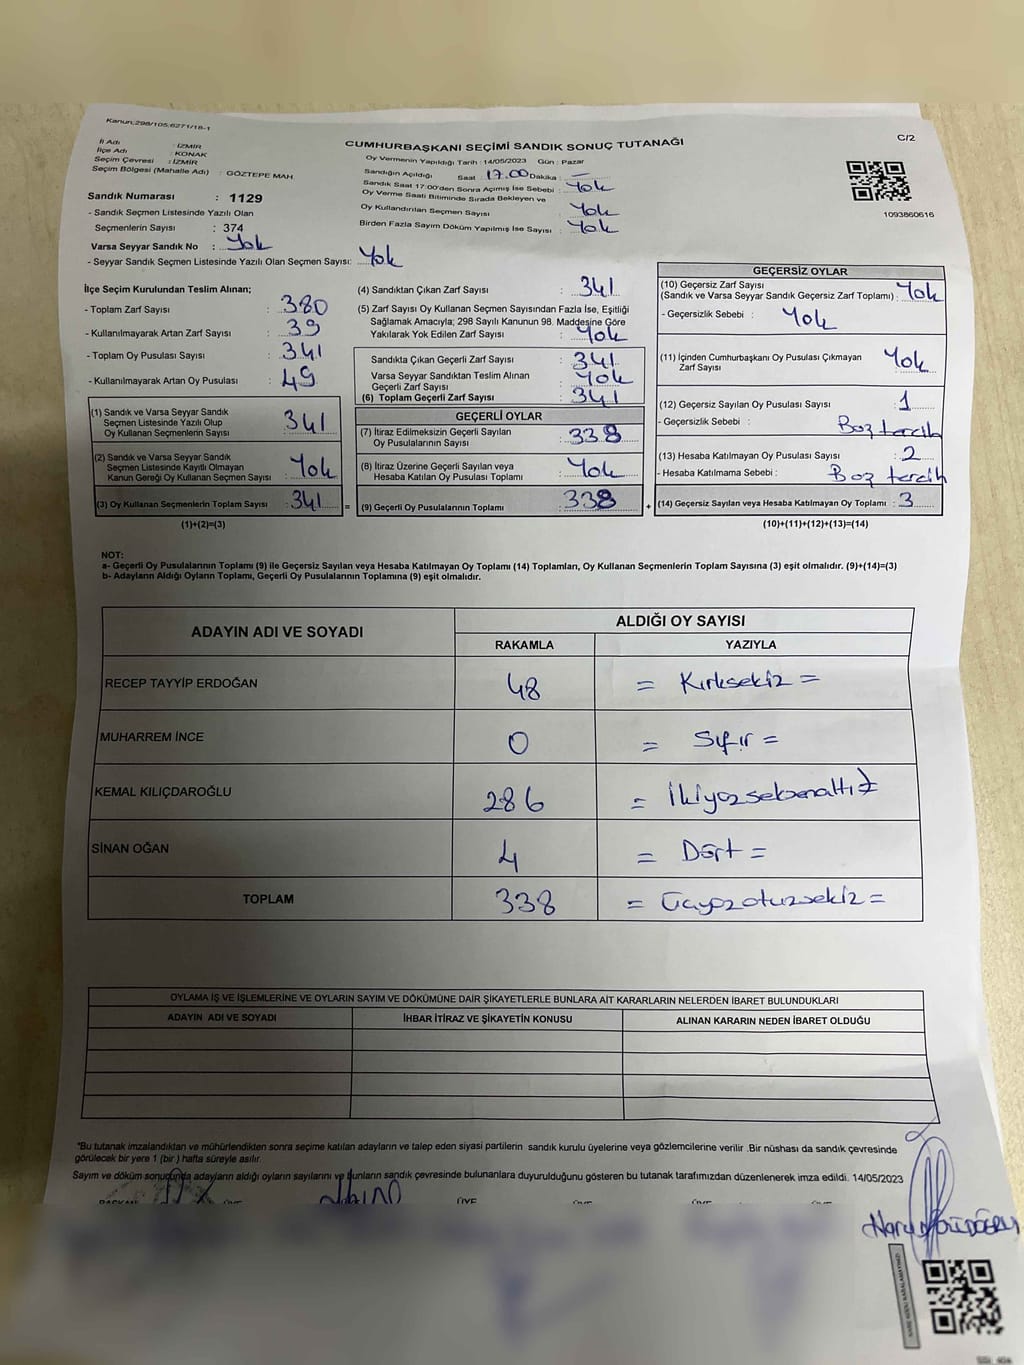 Kanun:298/105;6271/18-1
C/2
İl Adı : İZMİR
İlçe Adı : KONAK
Seçim Çevresi : İZMİR
Seçim Bölgesi (Mahalle Adı) : GÖZTEPE MAH
CUMHURBAŞKANI SEÇİMİ SANDIK SONUÇ TUTANAĞI
Oy Vermenin Yapıldığı Tarih : 14/05/2023 Gün : Pazar
Sandığın Açıldığı Saat : 17.00 Dakika : —
Sandık Saat 17:00'den Sonra Açımış İse Sebebi : Yok
Oy Verme Saati Bitiminde Sırada Bekleyen ve
Oy Kullandırılan Seçmen Sayısı : Yok
Birden Fazla Sayım Döküm Yapılmış İse Sayısı : Yok
1093860616
Sandık Numarası : 1129
- Sandık Seçmen Listesinde Yazılı Olan
Seçmenlerin Sayısı : 374
Varsa Seyyar Sandık No : Yok
- Seyyar Sandık Seçmen Listesinde Yazılı Olan Seçmen Sayısı: Yok
İlçe Seçim Kurulundan Teslim Alınan;
- Toplam Zarf Sayısı : 380
- Kullanılmayarak Artan Zarf Sayısı : 39
- Toplam Oy Pusulası Sayısı : 341
- Kullanılmayarak Artan Oy Pusulası : 49
(1) Sandık ve Varsa Seyyar Sandık
Seçmen Listesinde Yazılı Olup
Oy Kullanan Seçmenlerin Sayısı : 341
(2) Sandık ve Varsa Seyyar Sandık
Seçmen Listesinde Kayıtlı Olmayan
Kanun Gereği Oy Kullanan Seçmen Sayısı : Yok
(3) Oy Kullanan Seçmenlerin Toplam Sayısı : 341 =
(1)+(2)=(3)
(4) Sandıktan Çıkan Zarf Sayısı : 341
(5) Zarf Sayısı Oy Kullanan Seçmen Sayısından Fazla İse, Eşitliği
Sağlamak Amacıyla; 298 Sayılı Kanunun 98. Maddesine Göre
Yakılarak Yok Edilen Zarf Sayısı : Yok
Sandıkta Çıkan Geçerli Zarf Sayısı : 341
Varsa Seyyar Sandıktan Teslim Alınan
Geçerli Zarf Sayısı : Yok
(6) Toplam Geçerli Zarf Sayısı : 341
GEÇERLİ OYLAR
(7) İtiraz Edilmeksizin Geçerli Sayılan
Oy Pusulalarının Sayısı : 338
(8) İtiraz Üzerine Geçerli Sayılan veya
Hesaba Katılan Oy Pusulası Toplamı : Yok
(9) Geçerli Oy Pusulalarının Toplamı : 338 +
GEÇERSİZ OYLAR
(10) Geçersiz Zarf Sayısı
(Sandık ve Varsa Seyyar Sandık Geçersiz Zarf Toplamı) : Yok
- Geçersizlik Sebebi : Yok
(11) İçinden Cumhurbaşkanı Oy Pusulası Çıkmayan
Zarf Sayısı : Yok
(12) Geçersiz Sayılan Oy Pusulası Sayısı : 1
- Geçersizlik Sebebi : Boz tercih
(13) Hesaba Katılmayan Oy Pusulası Sayısı : 2
- Hesaba Katılmama Sebebi : Boz tercih
(14) Geçersiz Sayılan veya Hesaba Katılmayan Oy Toplamı : 3
(10)+(11)+(12)+(13)=(14)
NOT:
a- Geçerli Oy Pusulalarının Toplamı (9) ile Geçersiz Sayılan veya Hesaba Katılmayan Oy Toplamı (14) Toplamları, Oy Kullanan Seçmenlerin Toplam Sayısına (3) eşit olmalıdır. (9)+(14)=(3)
b- Adayların Aldığı Oyların Toplamı, Geçerli Oy Pusulalarının Toplamına (9) eşit olmalıdır.
ADAYIN ADI VE SOYADI ALDIĞI OY SAYISI
RAKAMLA YAZIYLA
RECEP TAYYİP ERDOĞAN 48 = Kırksekiz =
MUHARREM İNCE 0 = Sıfır =
KEMAL KILIÇDAROĞLU 286 = İkiyüzseksenaltı =
SİNAN OĞAN 4 = Dört =
TOPLAM 338 = Üçyüzotuzsekiz =
OYLAMA İŞ VE İŞLEMLERİNE VE OYLARIN SAYIM VE DÖKÜMÜNE DAİR ŞİKAYETLERLE BUNLARA AİT KARARLARIN NELERDEN İBARET BULUNDUKLARI
ADAYIN ADI VE SOYADI İHBAR İTİRAZ VE ŞİKAYETİN KONUSU ALINAN KARARIN NEDEN İBARET OLDUĞU
*Bu tutanak imzalandıktan ve mühürlendikten sonra seçime katılan adayların ve talep eden siyasi partilerin sandık kurulu üyelerine veya gözlemcilerine verilir .Bir nüshası da sandık çevresinde
görülecek bir yere 1 (bir ) hafta süreyle asılır.
Sayım ve döküm sonucunda adayların aldığı oyların sayılarını ve bunların sandık çevresinde bulunanlara duyurulduğunu gösteren bu tutanak tarafımızdan düzenlenerek imza edildi. 14/05/2023
BAŞKAN ÜYE ÜYE ÜYE ÜYE ÜYE